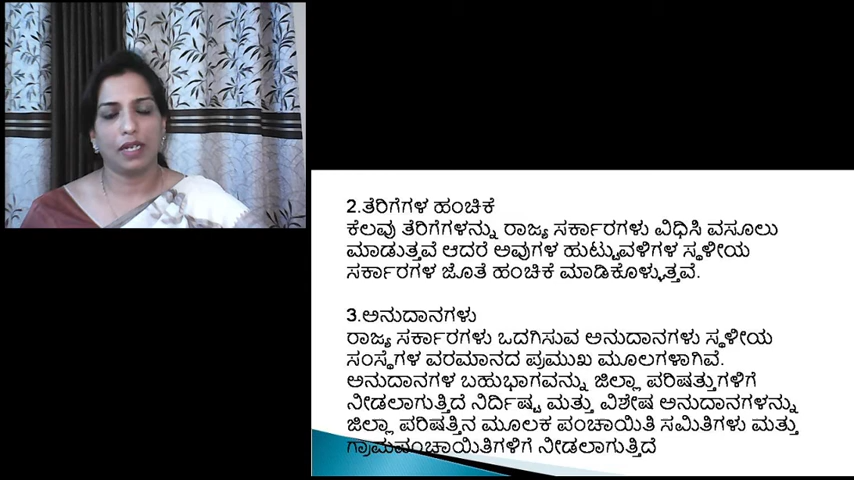 2.ತೆರಿಗೆಗಳ ಹಂಚಿಕೆ
ಕೆಲವು ತೆರಿಗೆಗಳನ್ನು ರಾಜ್ಯ ಸರ್ಕಾರಗಳು ವಿಧಿಸಿ ವಸೂಲು
ಮಾಡುತ್ತವೆ ಆದರೆ ಅವುಗಳ ಹುಟ್ಟುವಳಿಗಳ ಸ್ಥಳೀಯ
ಸರ್ಕಾರಗಳ ಜೊತೆ ಹಂಚಿಕೆ ಮಾಡಿಕೊಳ್ಳುತ್ತವೆ.
3.ಅನುದಾನಗಳು
ರಾಜ್ಯ ಸರ್ಕಾರಗಳು ಒದಗಿಸುವ ಅನುದಾನಗಳು ಸ್ಥಳೀಯ
ಸಂಸ್ಥೆಗಳ ವರಮಾನದ ಪ್ರಮುಖ ಮೂಲಗಳಾಗಿವೆ.
ಅನುದಾನಗಳ ಬಹುಭಾಗವನ್ನು ಜಿಲ್ಲಾ ಪರಿಷತ್ತುಗಳಿಗೆ
ನೀಡಲಾಗುತ್ತಿದೆ ನಿರ್ದಿಷ್ಟ ಮತ್ತು ವಿಶೇಷ ಅನುದಾನಗಳನ್ನು
ಜಿಲ್ಲಾ ಪರಿಷತ್ತಿನ ಮೂಲಕ ಪಂಚಾಯಿತಿ ಸಮಿತಿಗಳು ಮತ್ತು
ಗ್ರಾಮಪಂಚಾಯಿತಿಗಳಿಗೆ ನೀಡಲಾಗುತ್ತಿದೆ